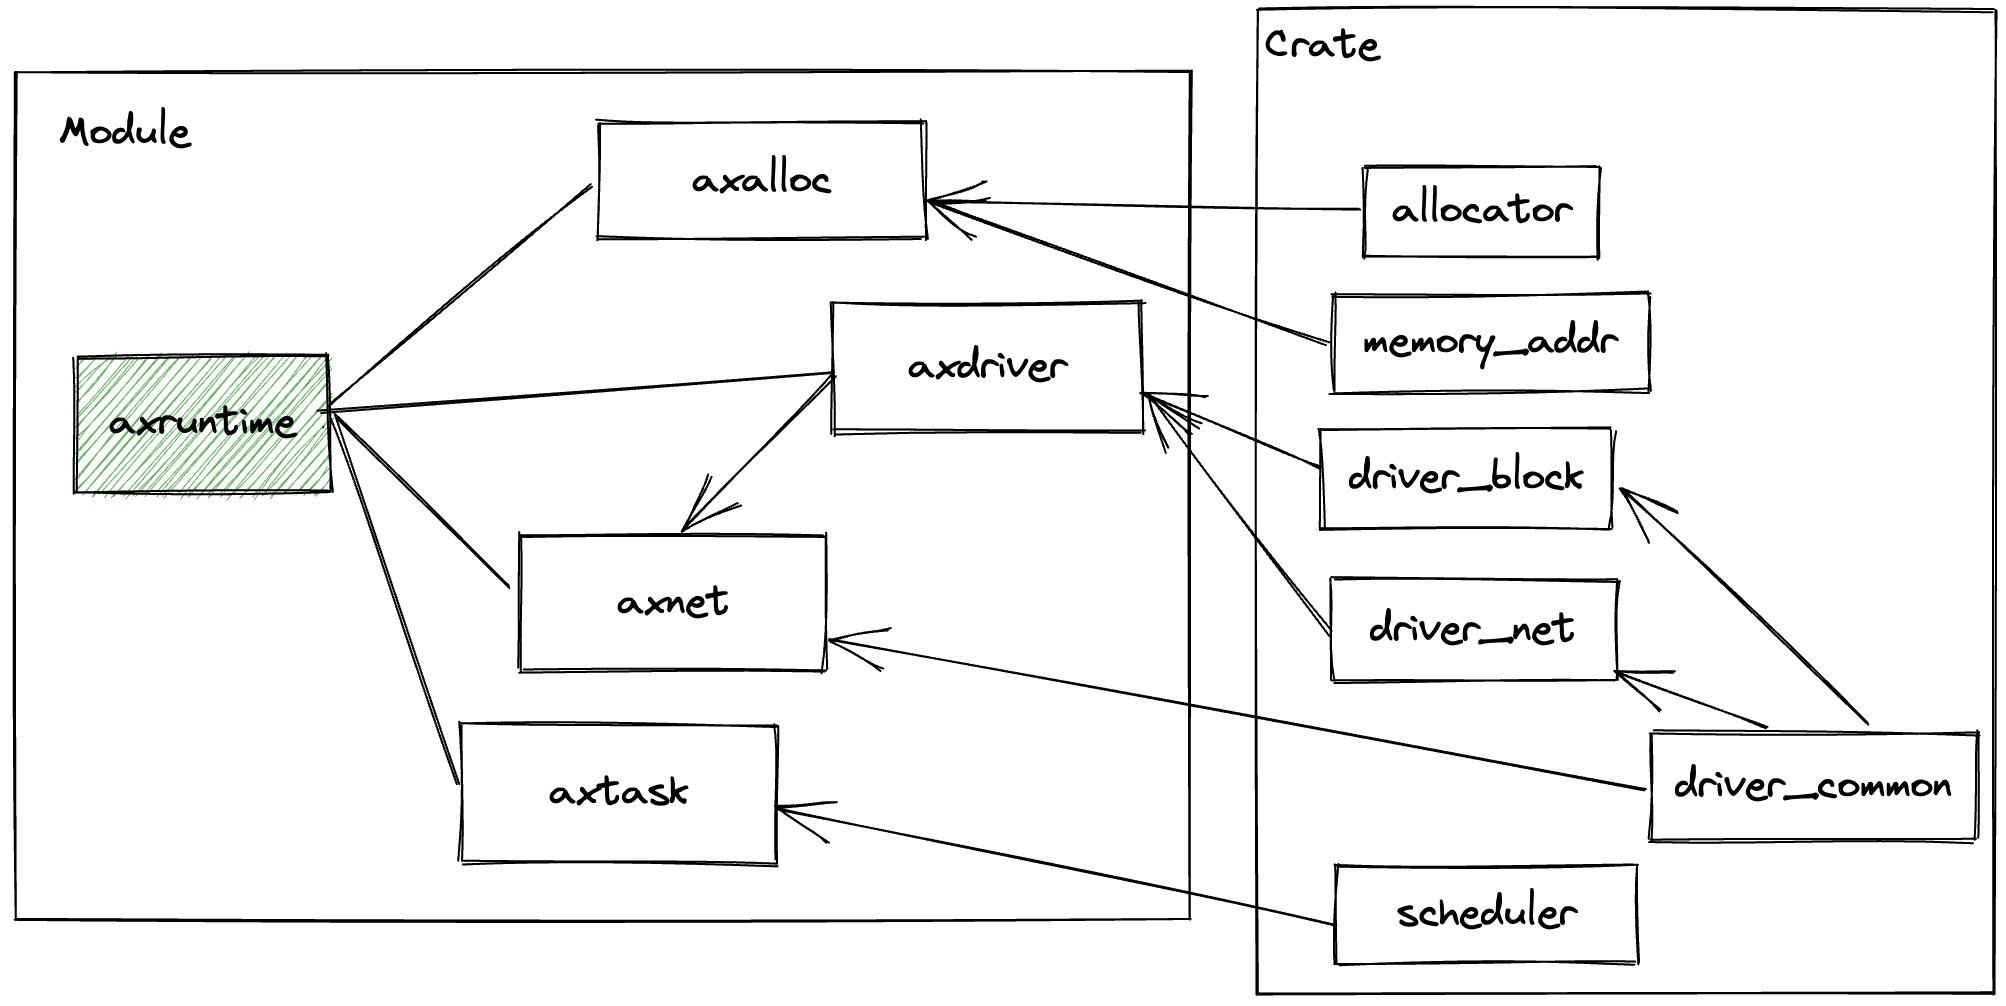 Crate
Module
axalloc
allocator
memory_addr
axdriver
axruntime
driver_block
axnet
driver_net
axtask
driver_common
scheduler